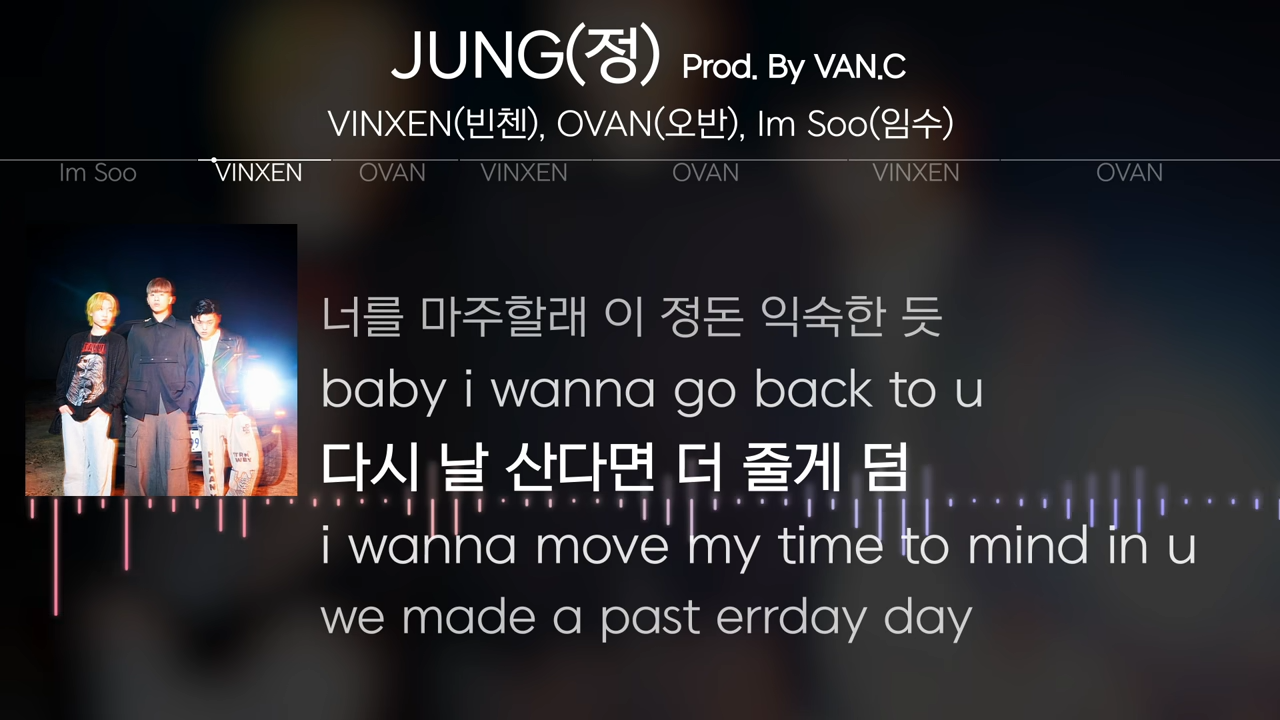 JUNG(정) Prod. By VAN.C
VINXEN(빈첸), OVAN(오반), Im Soo(임수)
Im Soo VINXEN OVAN VINXEN OVAN VINXEN OVAN
너를 마주할래 이 정돈 익숙한 듯
baby i wanna go back to u
다시 날 산다면 더 줄게 덤
i wanna move my time to mind in u
we made a past errday day